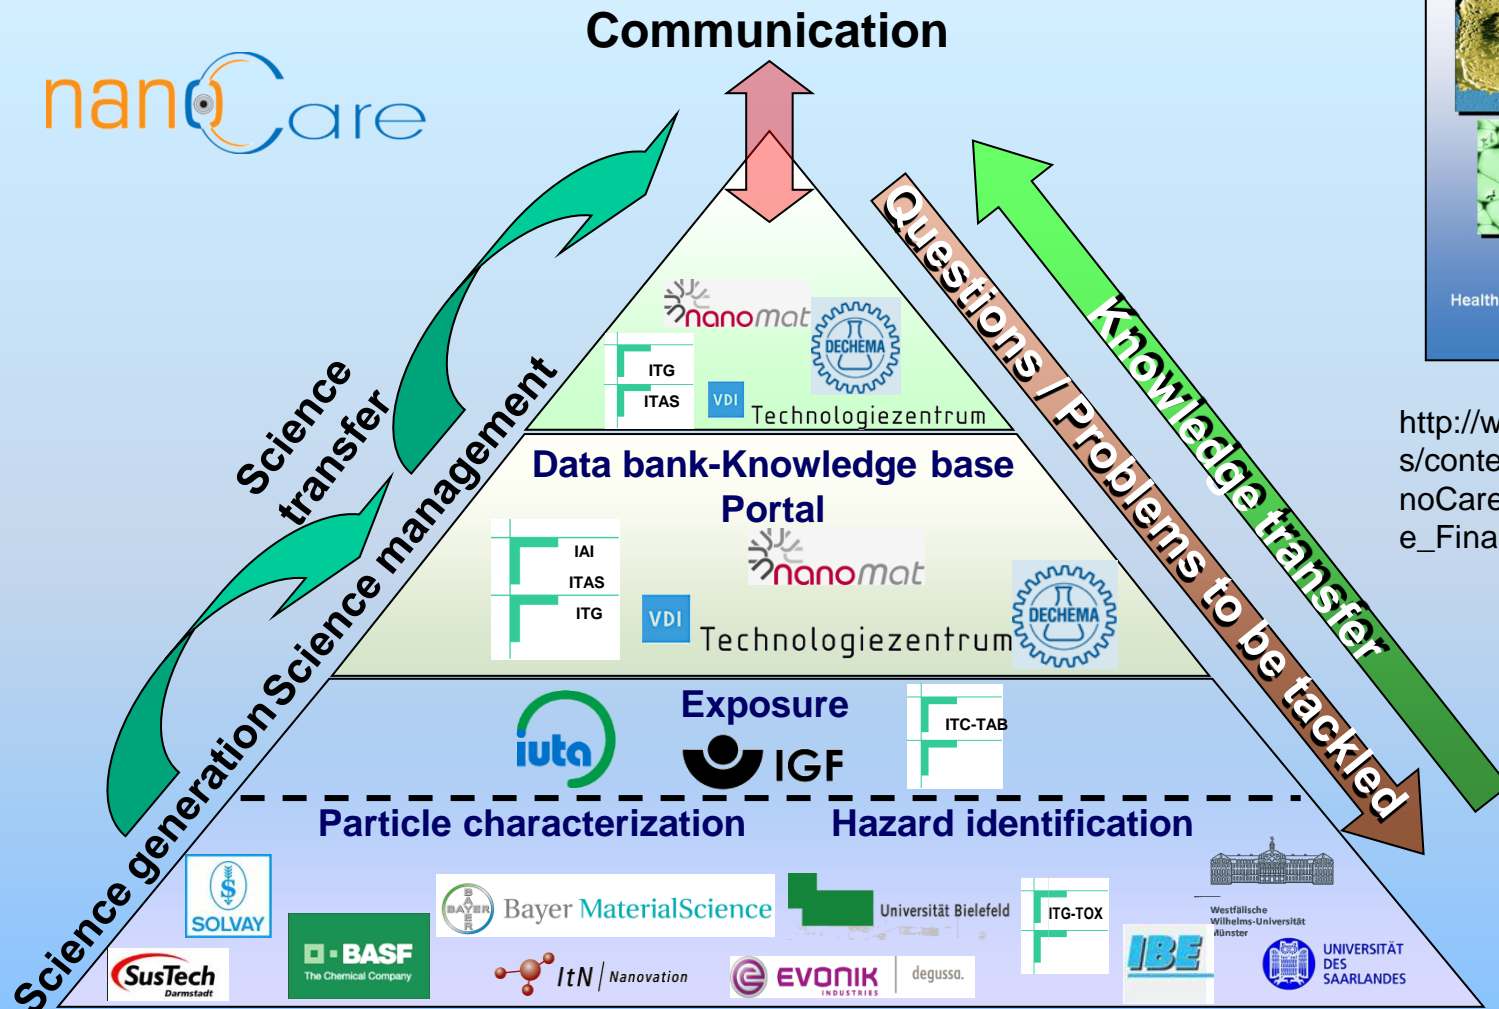 Communication
nanoCare
Health
http://w
s/conte
noCare
e_Fina
Science
transfer
Science generation
Science management
Questions / Problems to be tackled
Knowledge transfer
nanomat
DECHEMA
ITG
ITAS
VDI
Technologiezentrum
Data bank-Knowledge base
Portal
IAI
ITAS
ITG
nanomat
VDI
Technologiezentrum
DECHEMA
Exposure
iuta
IGF
ITC-TAB
Particle characterization
Hazard identification
SOLVAY
SusTech
Darmstadt
BASF
The Chemical Company
BAYER
BAYER
Bayer MaterialScience
ItN Nanovation
Universität Bielefeld
EVONIK
INDUSTRIES
degussa.
ITG-TOX
IBE
Westfälische
Wilhelms-Universität
Münster
UNIVERSITÄT
DES
SAARLANDES